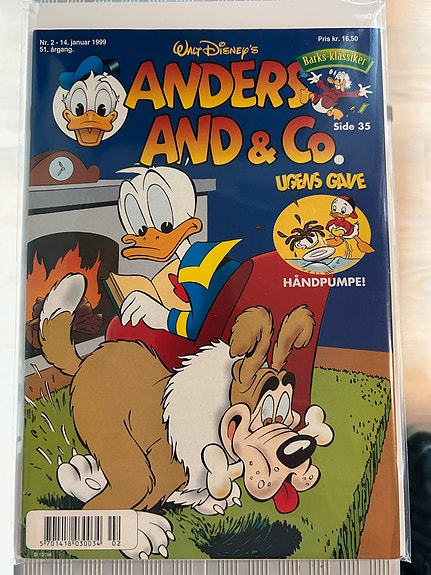 Nr. 2 - 14. januar 1999
51. årgang.
Pris kr. 16,50
WALT DISNEY'S
Barks-klassiker
ANDERS
AND & Co.
Side 35
UGENS GAVE
HÅNDPUMPE!
5 701418 030034
02